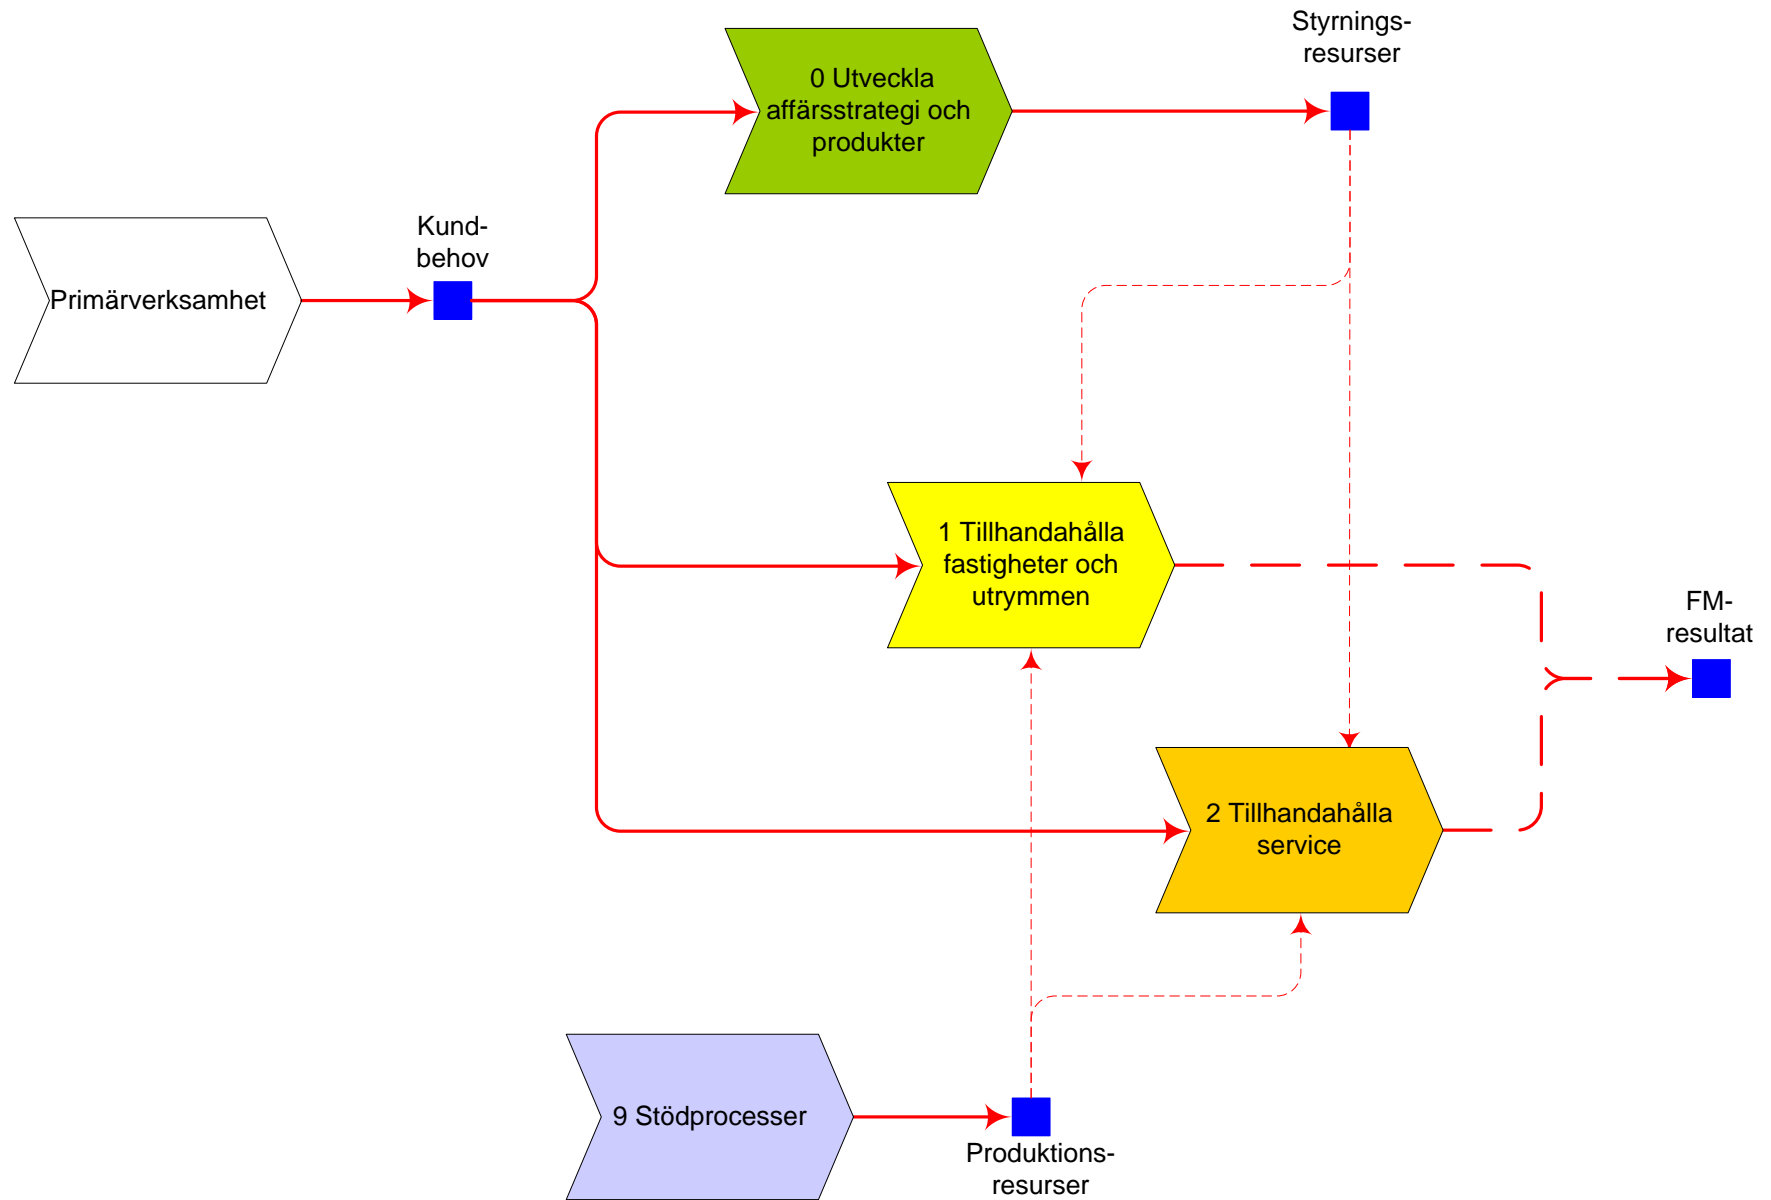 Styrnings-
resurser
0 Utveckla
affärsstrategi och
produkter
Kund-
behov
Primärverksamhet
1 Tillhandahålla
fastigheter och
utrymmen
FM-
resultat
2 Tillhandahålla
service
9 Stödprocesser
Produktions-
resurser